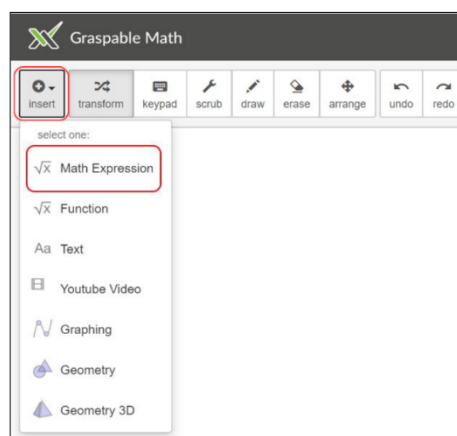 Graspable Math
insert transform keypad scrub draw erase arrange undo redo
select one:
√x Math Expression
√x Function
Aa Text
Youtube Video
Graphing
Geometry
Geometry 3D